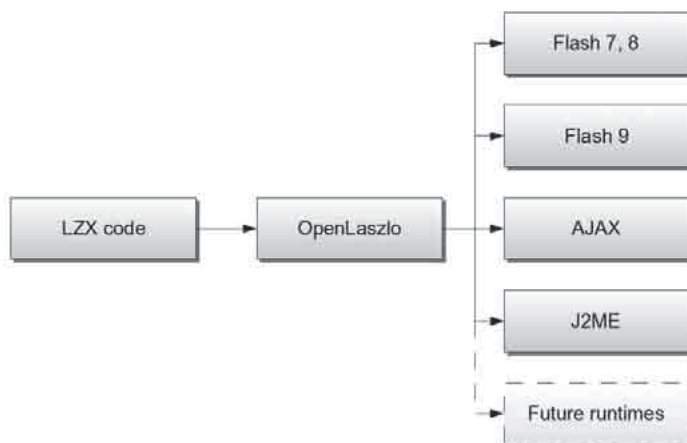 Flash 7, 8
Flash 9
LZX code
OpenLaszlo
AJAX
J2ME
Future runtimes